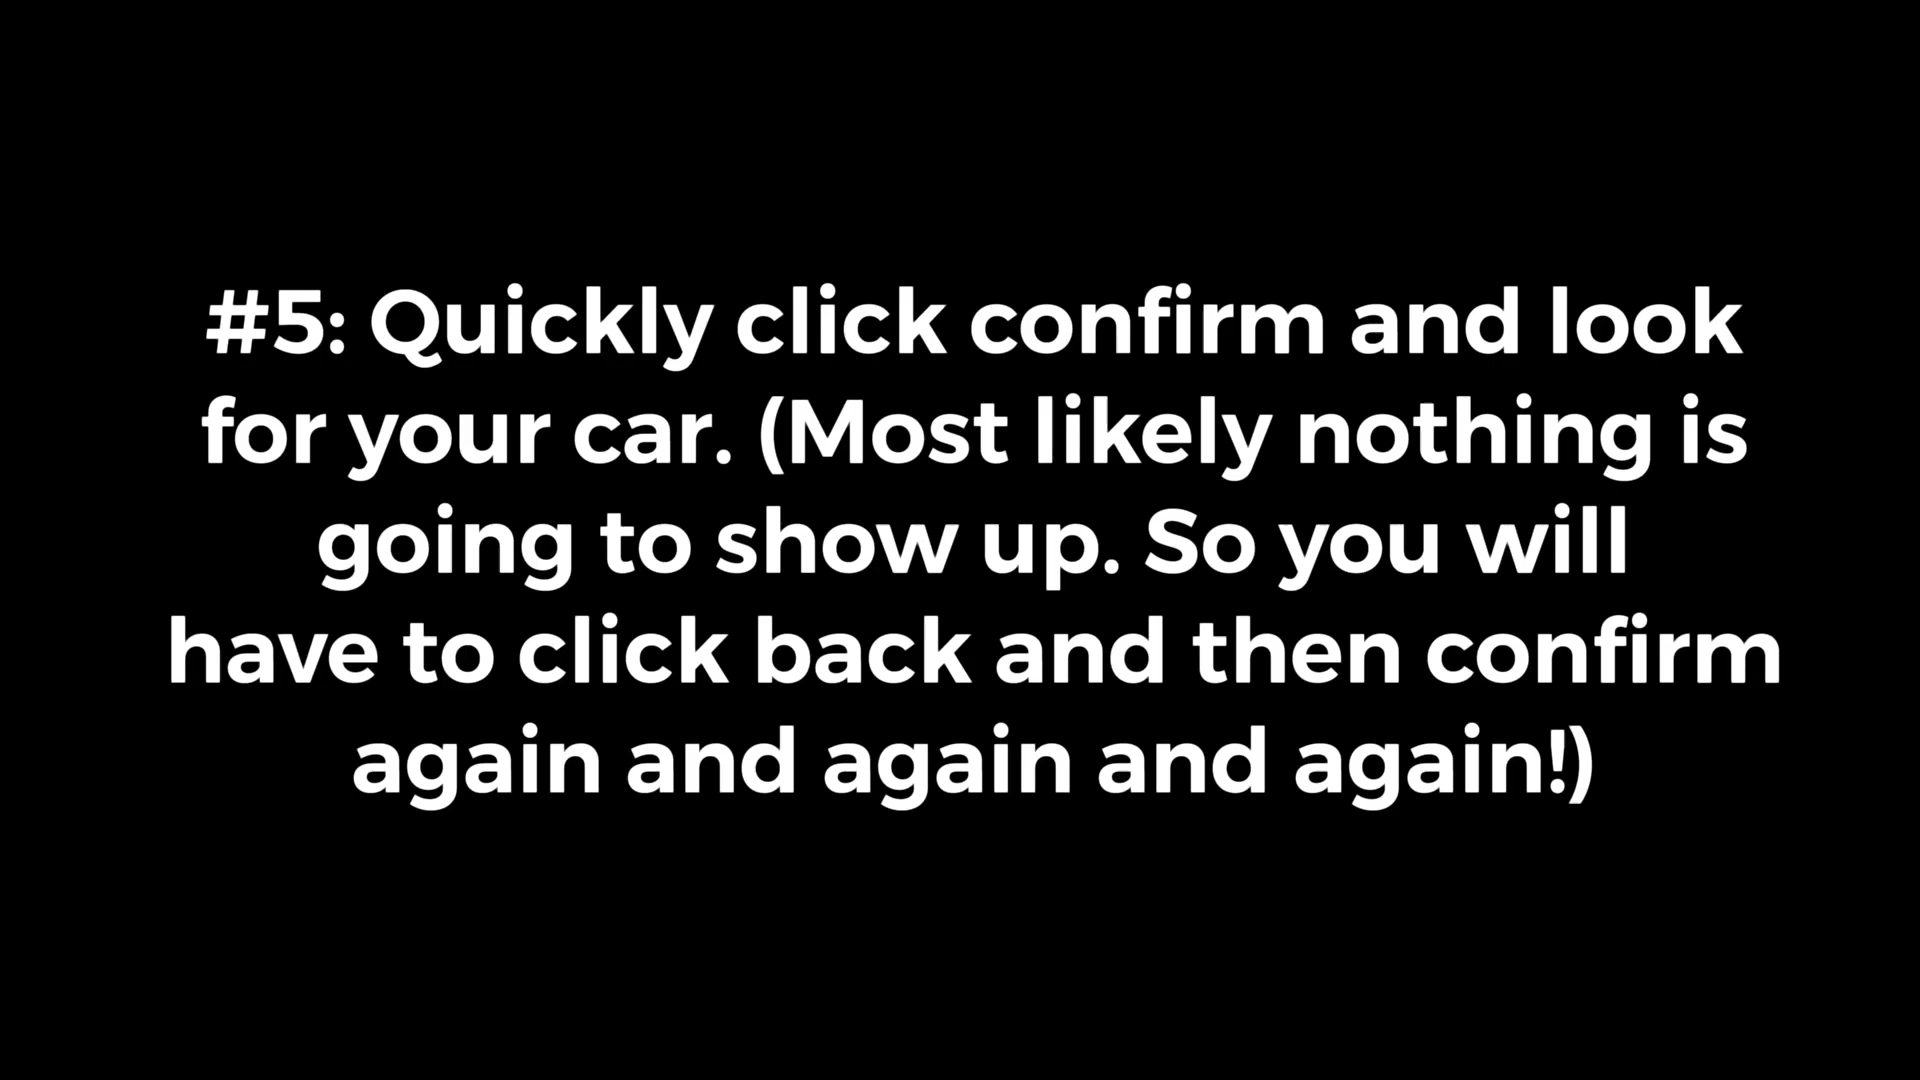 #5: Quickly click confirm and look
for your car. (Most likely nothing is
going to show up. So you will
have to click back and then confirm
again and again and again!)